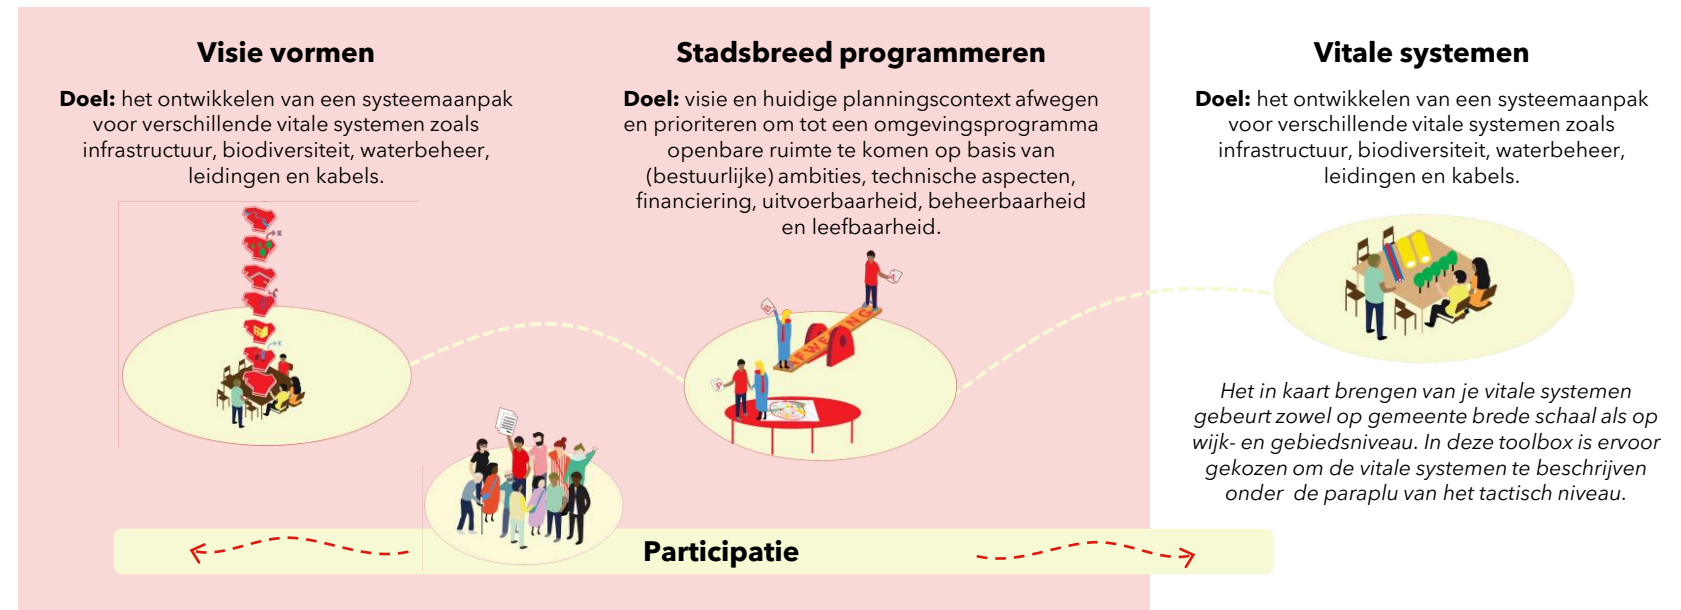 Visie vormen
Doel: het ontwikkelen van een systeemaanpak
voor verschillende vitale systemen zoals
infrastructuur, biodiversiteit, waterbeheer,
leidingen en kabels.
Stadsbreed programmeren
Doel: visie en huidige planningscontext afwegen
en prioriteren om tot een omgevingsprogramma
openbare ruimte te komen op basis van
(bestuurlijke) ambities, technische aspecten,
financiering, uitvoerbaarheid, beheerbaarheid
en leefbaarheid.
A
B
AFWEGING
P
Vitale systemen
Doel: het ontwikkelen van een systeemaanpak
voor verschillende vitale systemen zoals
infrastructuur, biodiversiteit, waterbeheer,
leidingen en kabels.
Het in kaart brengen van je vitale systemen
gebeurt zowel op gemeente brede schaal als op
wijk- en gebiedsniveau. In deze toolbox is ervoor
gekozen om de vitale systemen te beschrijven
onder de paraplu van het tactisch niveau.
Participatie